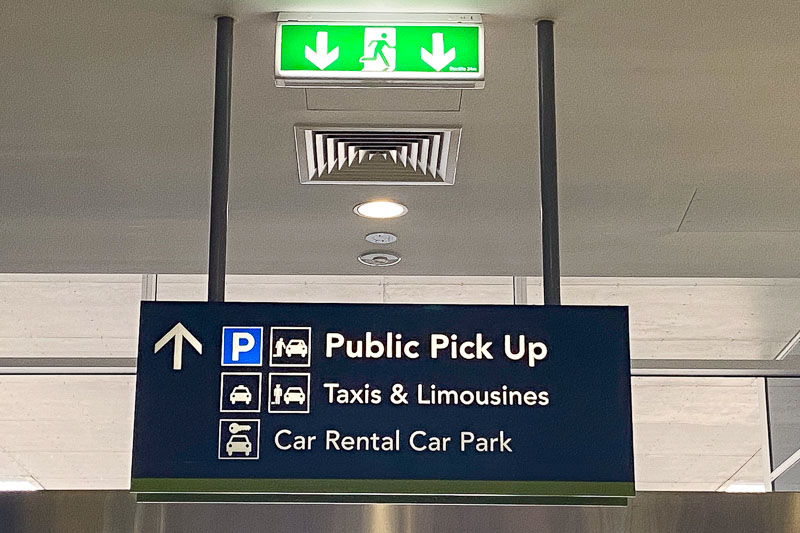 P Public Pick Up
Taxis & Limousines
Car Rental Car Park